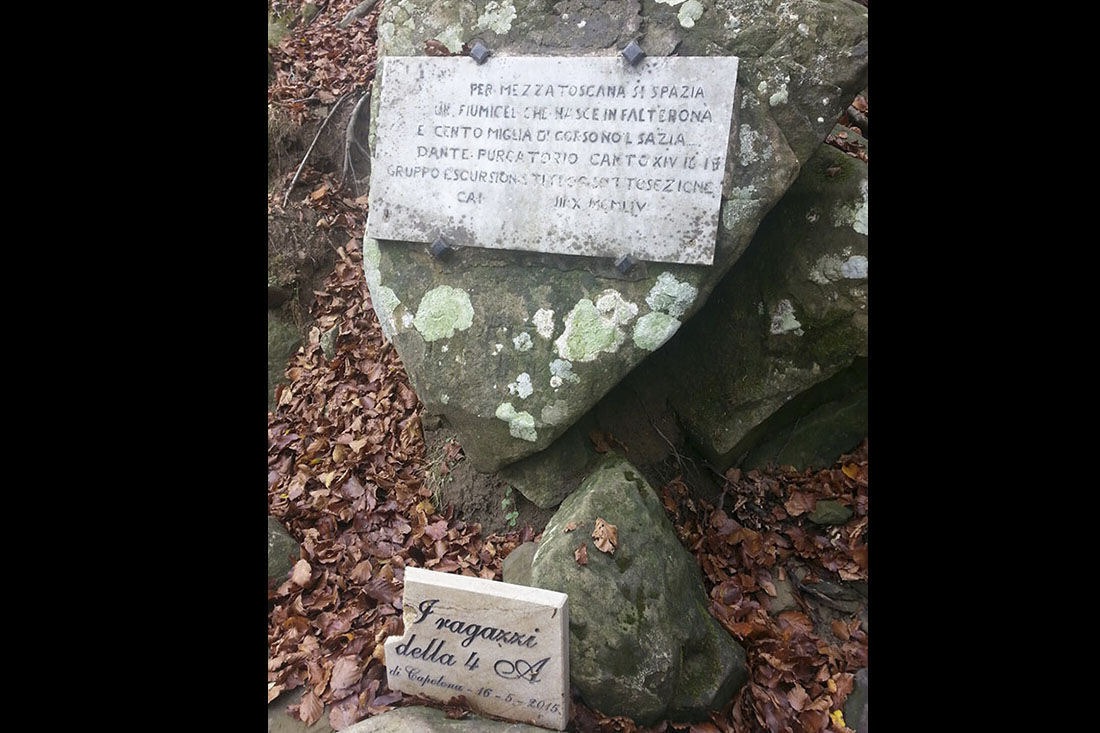 PER MEZZA TOSCANA SI SPAZIA
UN FIUMICEL CHE NASCE IN FALTERONA
E CENTO MIGLIA DI CORSO NOL SAZIA
DANTE PURGATORIO CANTO XIV 16 18
GRUPPO ESCURSIONISTI SOTTOSEZIONE
CAI MCMLIV
I ragazzi
della 4 A
di Capolona - 16 - 5 - 2015